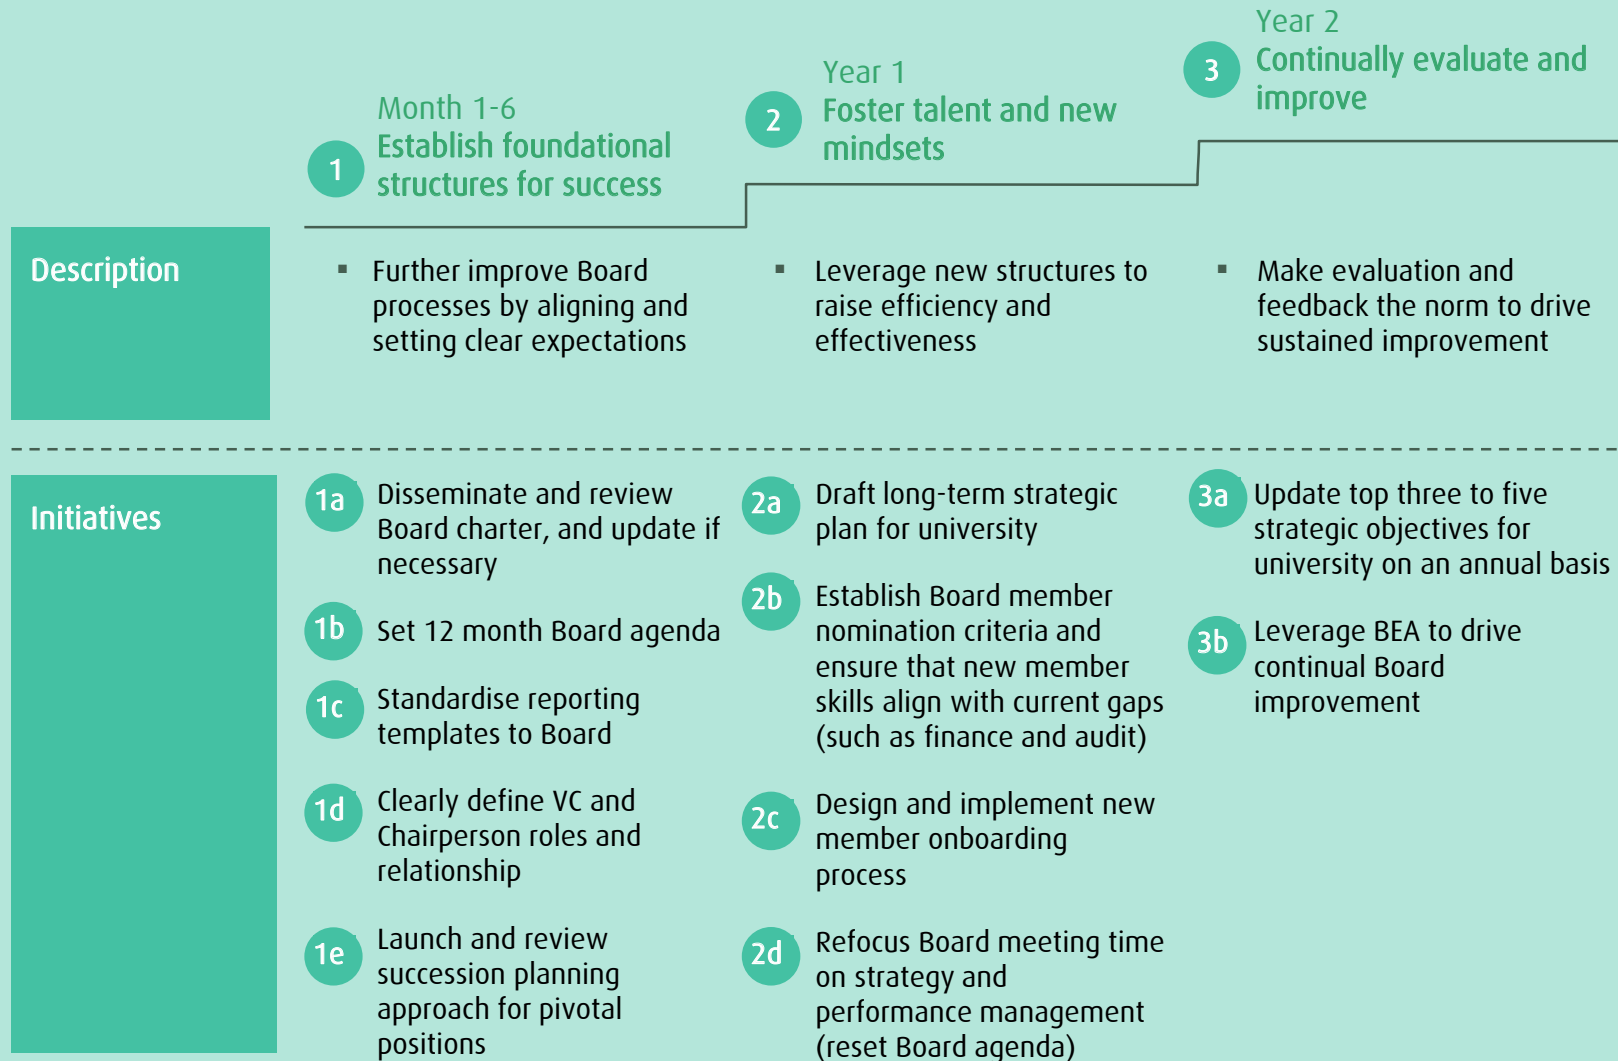 1
Month 1-6
Establish foundational
structures for success
2
Year 1
Foster talent and new
mindsets
3
Year 2
Continually evaluate and
improve
Description
▪ Further improve Board
processes by aligning and
setting clear expectations
▪ Leverage new structures to
raise efficiency and
effectiveness
▪ Make evaluation and
feedback the norm to drive
sustained improvement
Initiatives
1a Disseminate and review
Board charter, and update if
necessary
1b Set 12 month Board agenda
1c Standardise reporting
templates to Board
1d Clearly define VC and
Chairperson roles and
relationship
1e Launch and review
succession planning
approach for pivotal
positions
2a Draft long-term strategic
plan for university
2b Establish Board member
nomination criteria and
ensure that new member
skills align with current gaps
(such as finance and audit)
2c Design and implement new
member onboarding
process
2d Refocus Board meeting time
on strategy and
performance management
(reset Board agenda)
3a Update top three to five
strategic objectives for
university on an annual basis
3b Leverage BEA to drive
continual Board
improvement